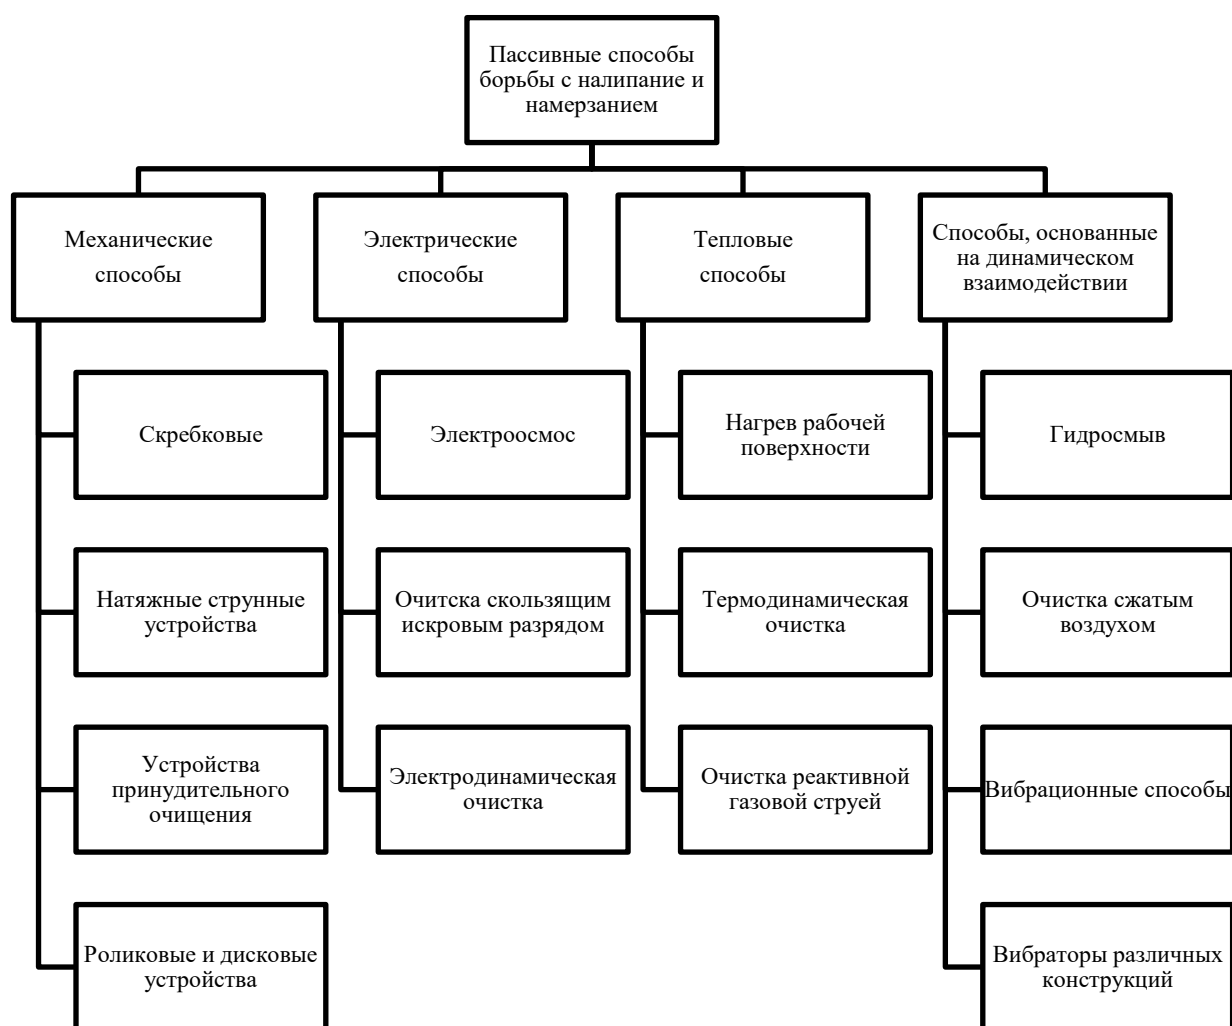 Пассивные способы
борьбы с налипание и
намерзанием
Механические
способы
Электрические
способы
Тепловые
способы
Способы, основанные
на динамическом
взаимодействии
Скребковые
Электроосмос
Нагрев рабочей
поверхности
Гидросмыв
Натяжные струнные
устройства
Очитска скользящим
искровым разрядом
Термодинамическая
очистка
Очистка сжатым
воздухом
Устройства
принудительного
очищения
Электродинамическая
очистка
Очистка реактивной
газовой струей
Вибрационные способы
Роликовые и дисковые
устройства
Вибраторы различных
конструкций